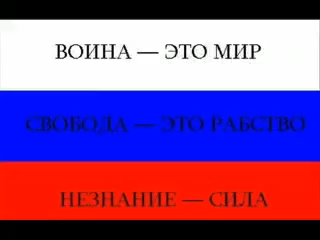 ВОИНА — ЭТО МИР
СВОБОДА — ЭТО РАБСТВО
НЕЗНАНИЕ — СИЛА